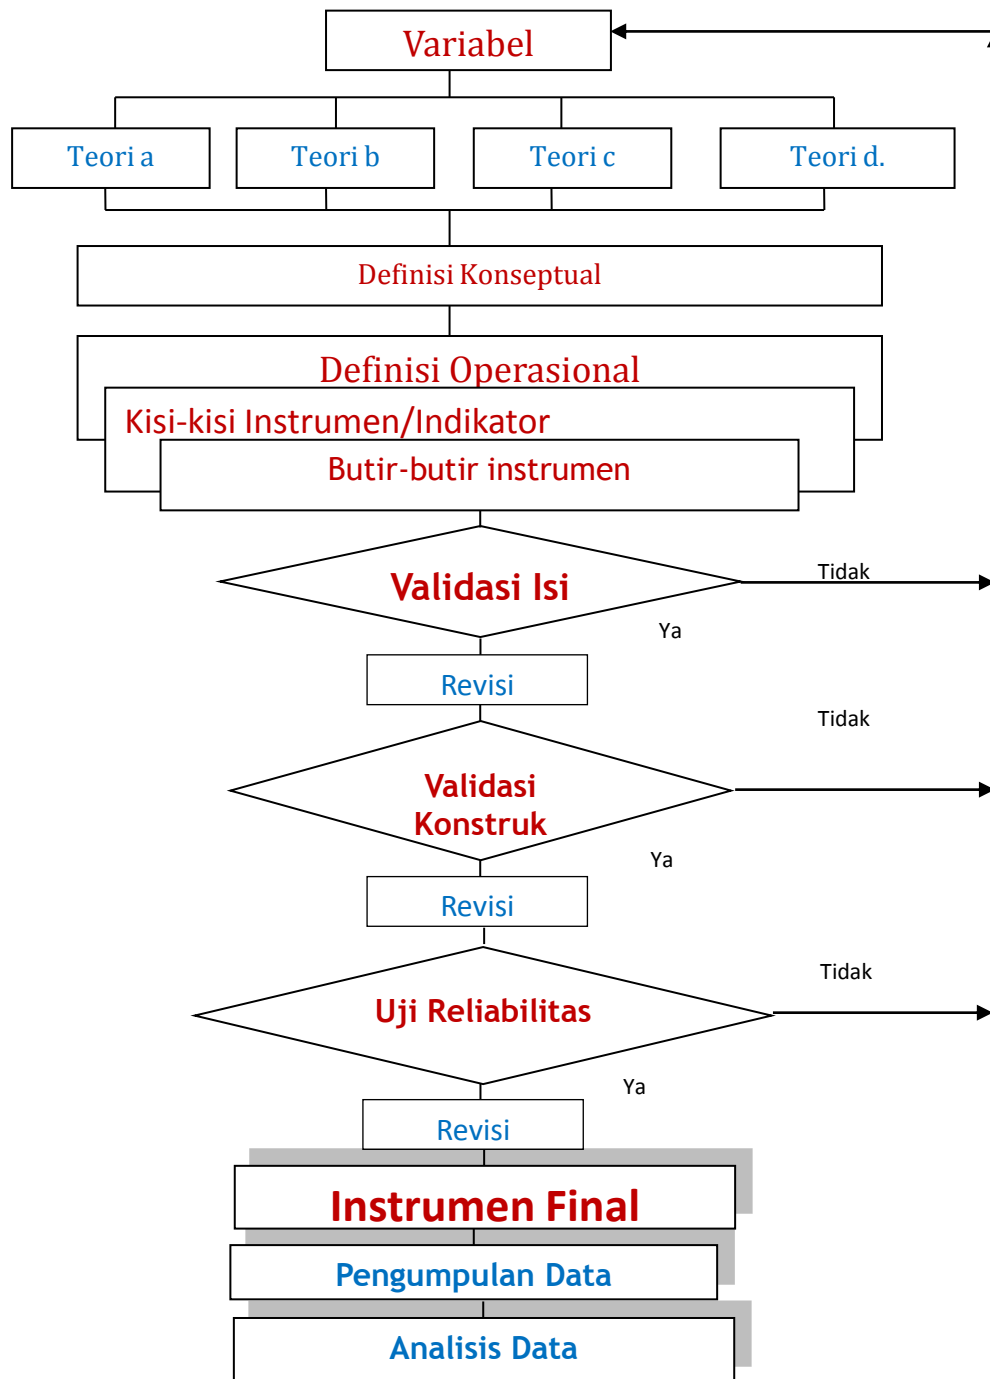 Variabel
Teori a
Teori b
Teori c
Teori d.
Definisi Konseptual
Definisi Operasional
Kisi-kisi Instrumen/Indikator
Butir-butir instrumen
Validasi Isi
Tidak
Ya
Revisi
Tidak
Validasi
Konstruk
Ya
Revisi
Tidak
Uji Reliabilitas
Ya
Revisi
Instrumen Final
Pengumpulan Data
Analisis Data